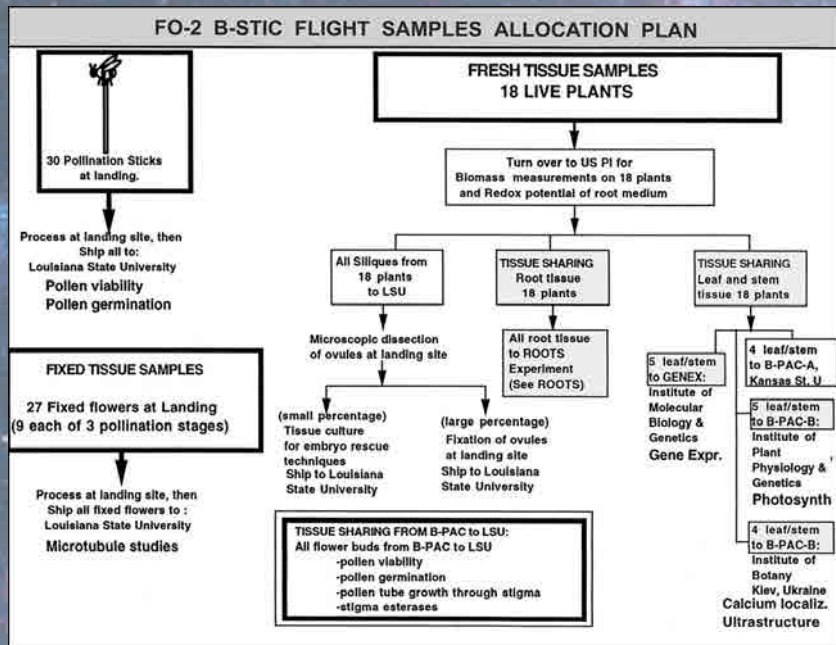 FO-2 B-STIC FLIGHT SAMPLES ALLOCATION PLAN
30 Pollination Sticks
at landing.
Process at landing site, then
Ship all to:
Louisiana State University
Pollen viability
Pollen germination
FIXED TISSUE SAMPLES
27 Fixed flowers at Landing
(9 each of 3 pollination stages)
Process at landing site, then
Ship all fixed flowers to :
Louisiana State University
Microtubule studies
FRESH TISSUE SAMPLES
18 LIVE PLANTS
Turn over to US PI for
Biomass measurements on 18 plants
and Redox potential of root medium
All Siliques from
18 plants
to LSU
Microscopic dissection
of ovules at landing site
(small percentage)
Tissue culture
for embryo rescue
techniques
Ship to Louisiana
State University
(large percentage)
Fixation of ovules
at landing site
Ship to Louisiana
State University
TISSUE SHARING
Root tissue
18 plants
All root tissue
to ROOTS
Experiment
(See ROOTS)
TISSUE SHARING
Leaf and stem
tissue 18 plants
5 leaf/stem
to GENEX:
Institute of
Molecular
Biology &
Genetics
Gene Expr.
4 leaf/stem
to B-PAC-A,
Kansas St. U
5 leaf/stem
to B-PAC-B:
Institute of
Plant ,
Physiology &
Genetics
Photosynth
4 leaf/stem
to B-PAC-B:
Institute of
Botany
Kiev, Ukraine
Calcium localiz.
Ultrastructure
TISSUE SHARING FROM B-PAC to LSU:
All flower buds from B-PAC to LSU
-pollen viability
-pollen germination
-pollen tube growth through stigma
-stigma esterases